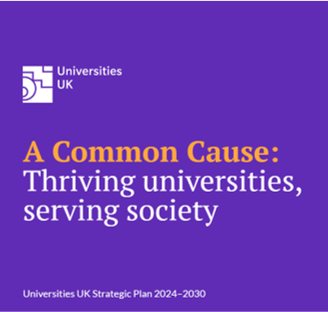 Universities
UK
A Common Cause:
Thriving universities,
serving society
Universities UK Strategic Plan 2024–2030